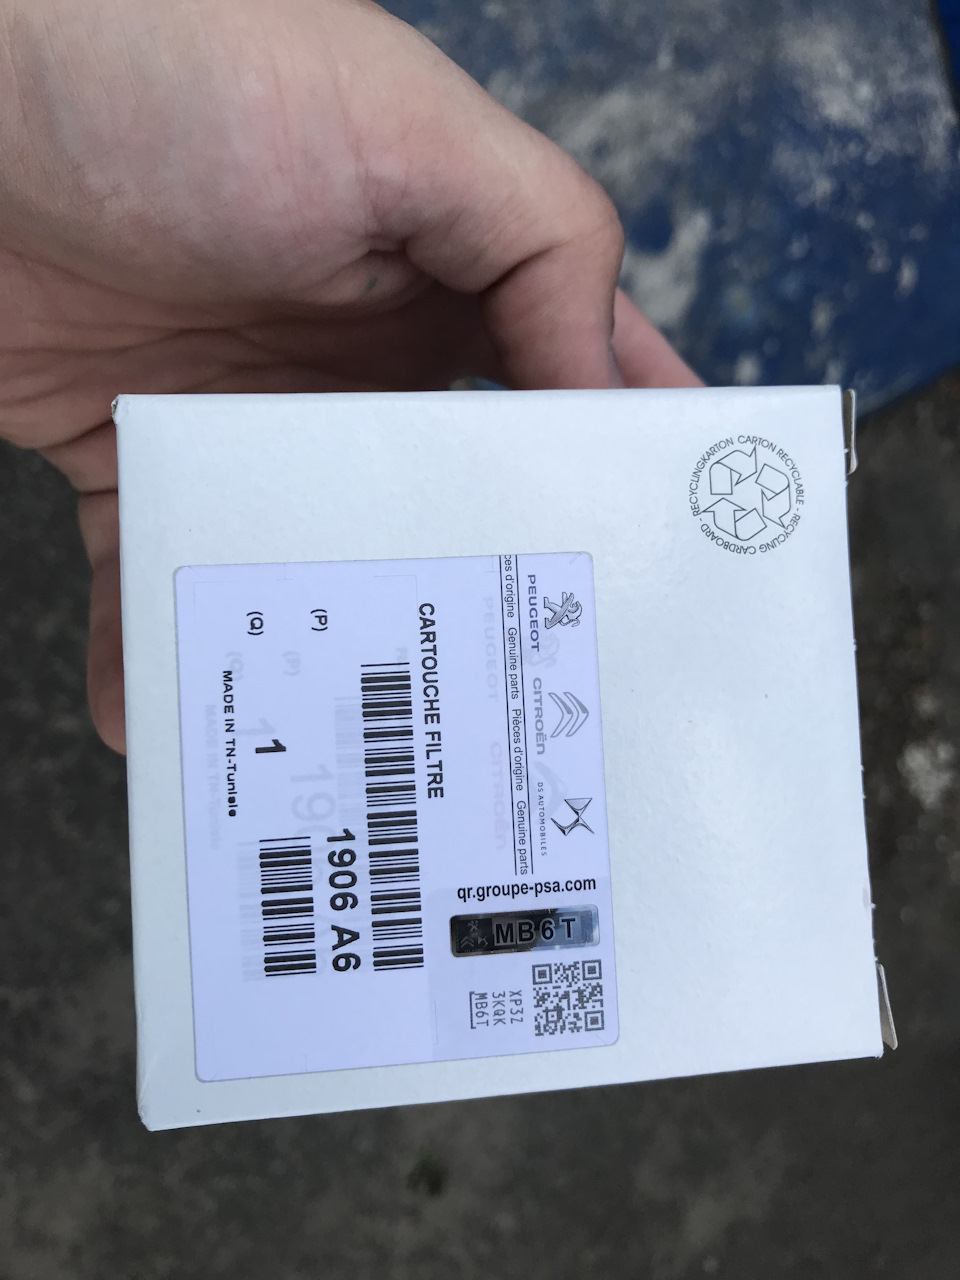 CARTON RECYCLABLE - RECYCLING CARDBOARD - RECYCLINGKARTON
PEUGEOT
CITROËN
DS AUTOMOBILES
ces d'origine Genuine parts Pièces d'origine Genuine parts
qr.groupe-psa.com
MB6T
XP3Z
3KQK
[MB6T]
CARTOUCHE FILTRE
(P)
1906 A6
(Q)
1
MADE IN TN-Tunisie